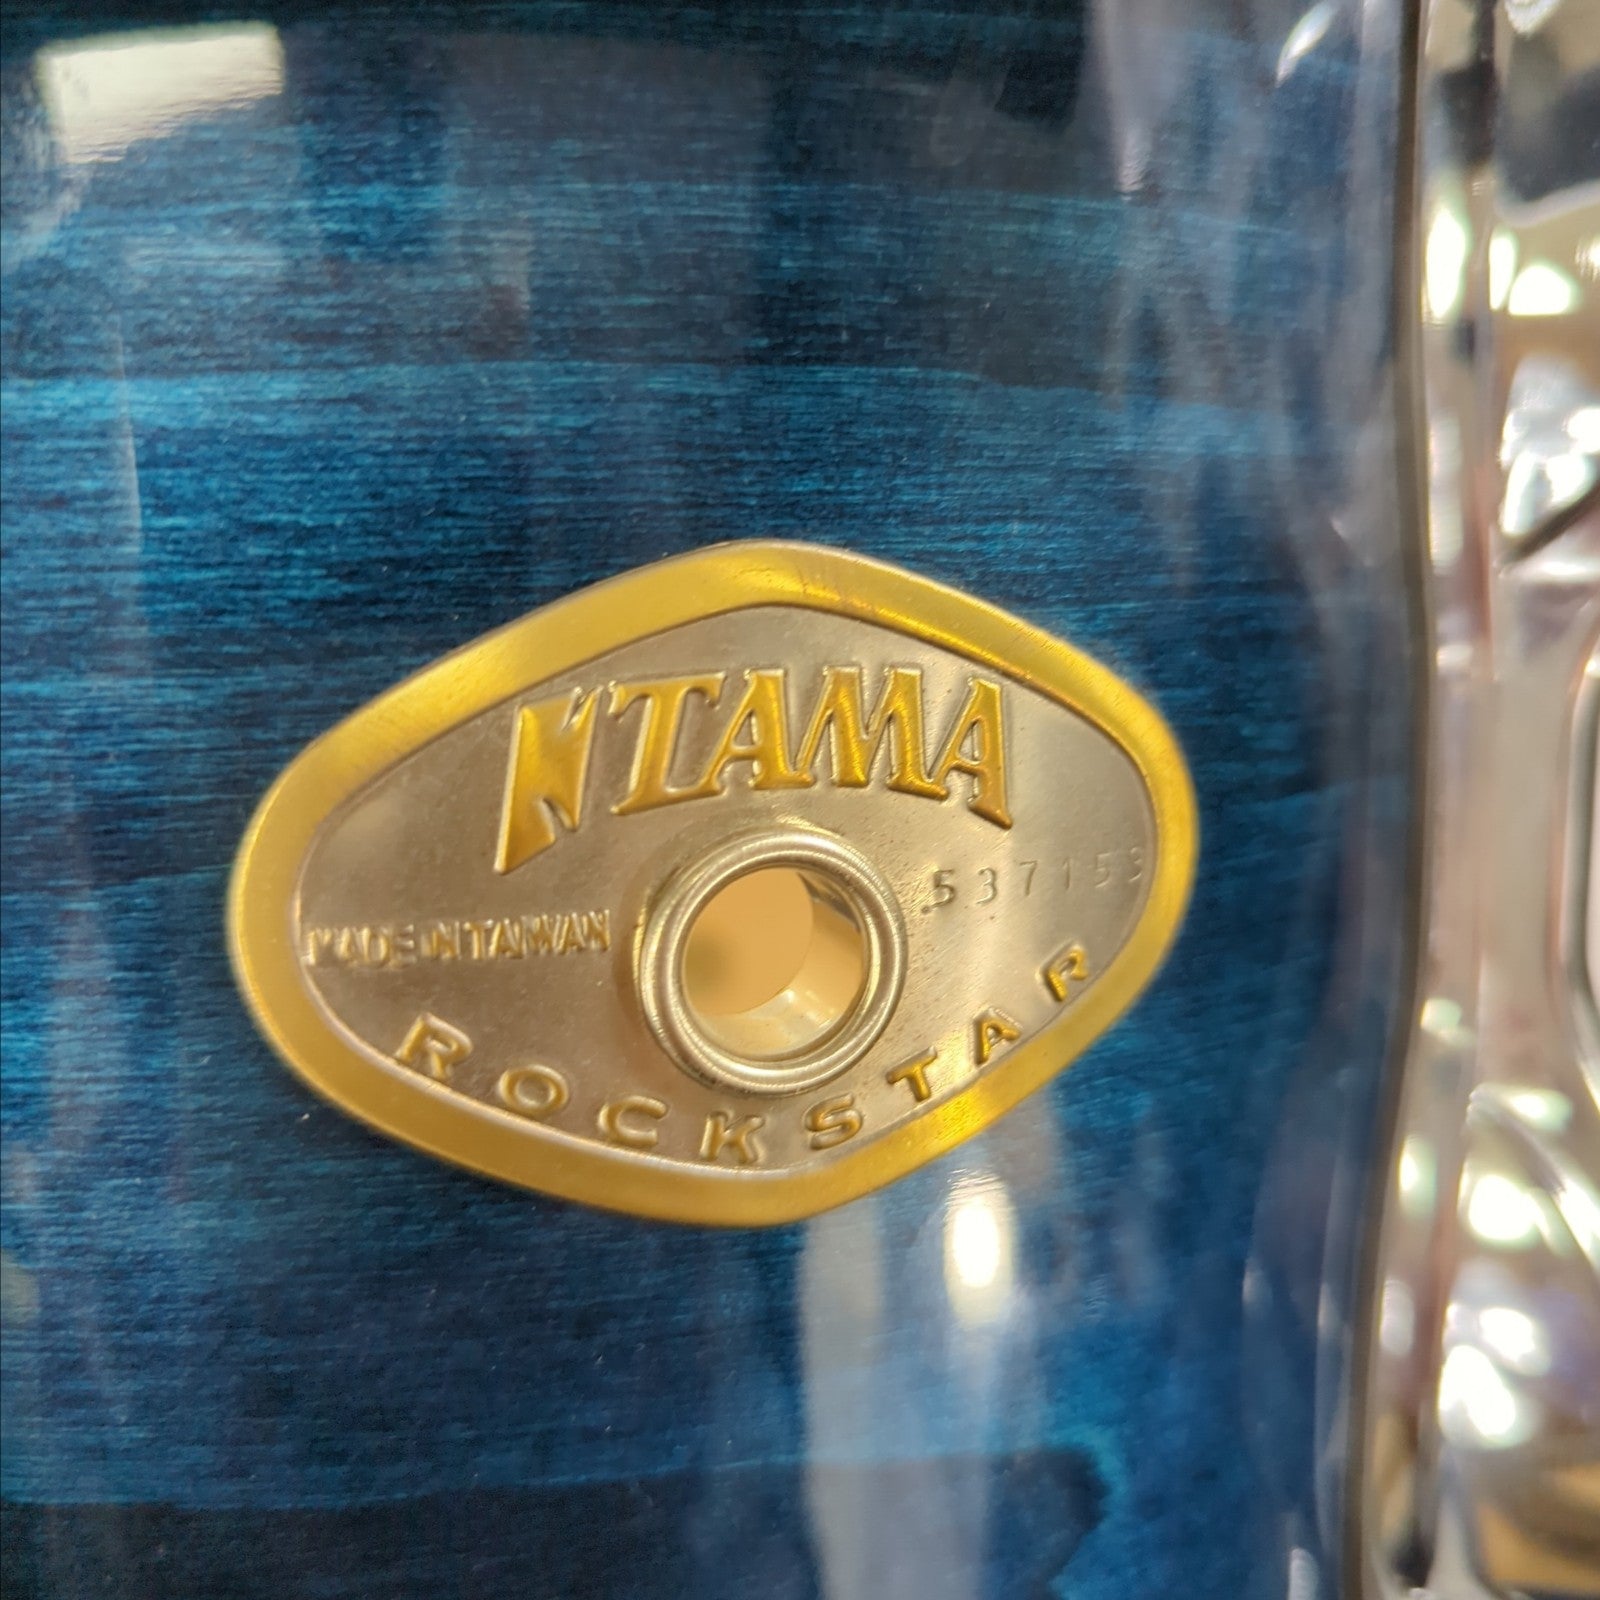 TAMA
537153
MADE IN TAIWAN
ROCKSTAR